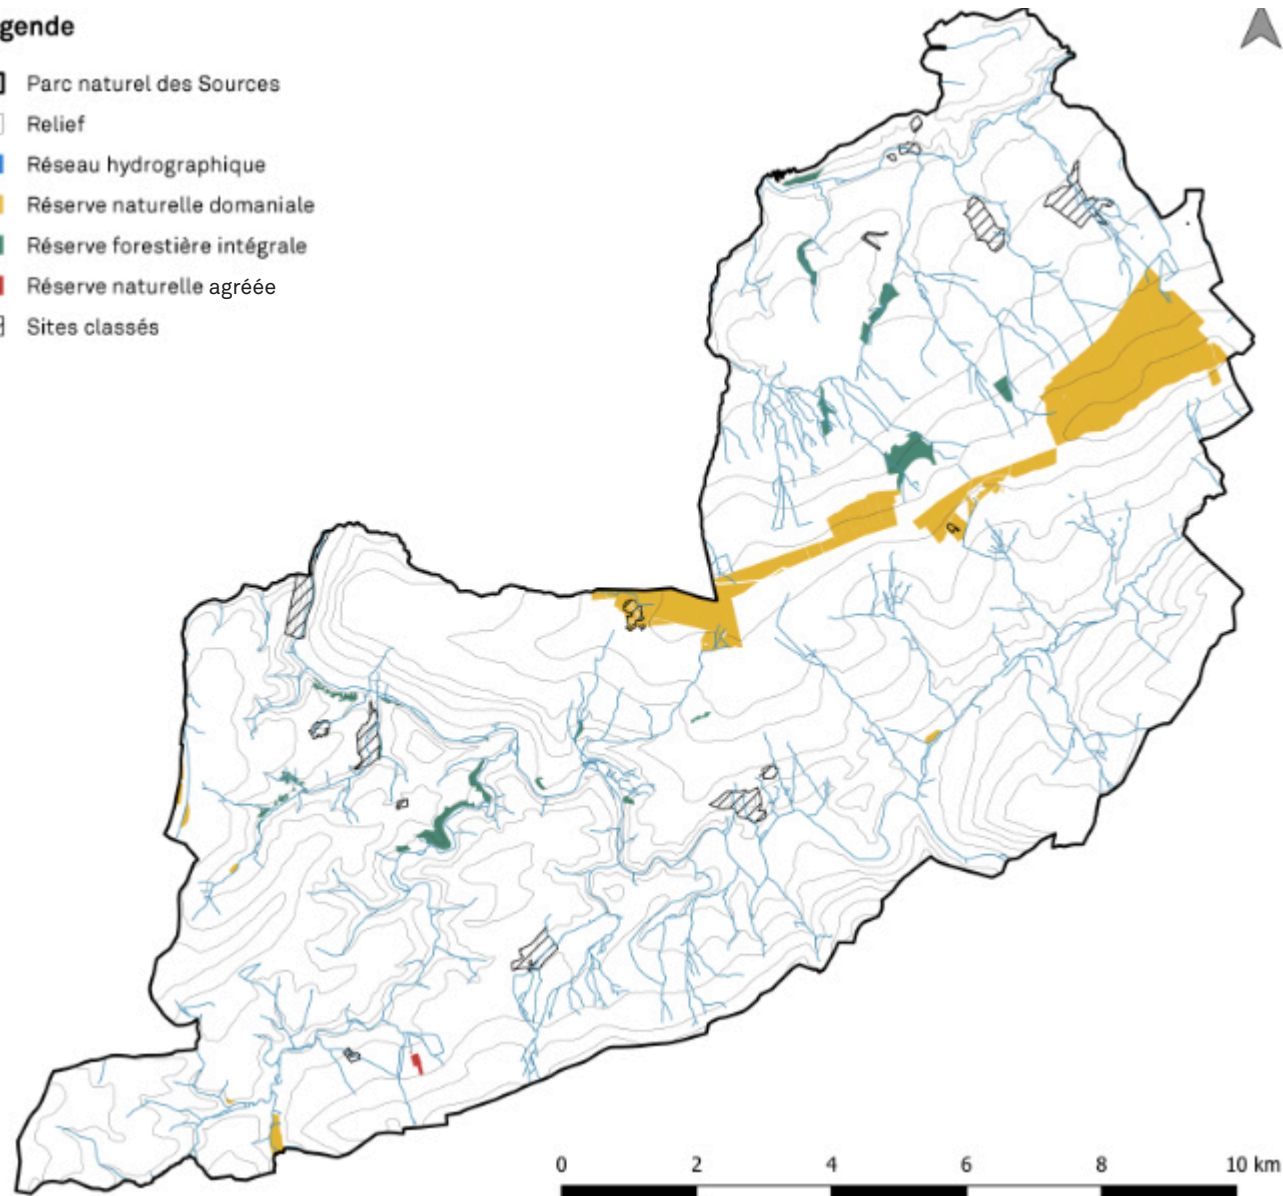 gende
Parc naturel des Sources
Relief
Réseau hydrographique
Réserve naturelle domaniale
Réserve forestière intégrale
Réserve naturelle agréée
Sites classés
0 2 4 6 8 10 km